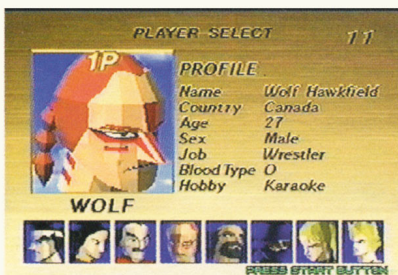 PLAYER SELECT 11
1P
PROFILE
Name Wolf Hawkfield
Country Canada
Age 27
Sex Male
Job Wrestler
Blood Type O
Hobby Karaoke
WOLF
PRESS START BUTTON